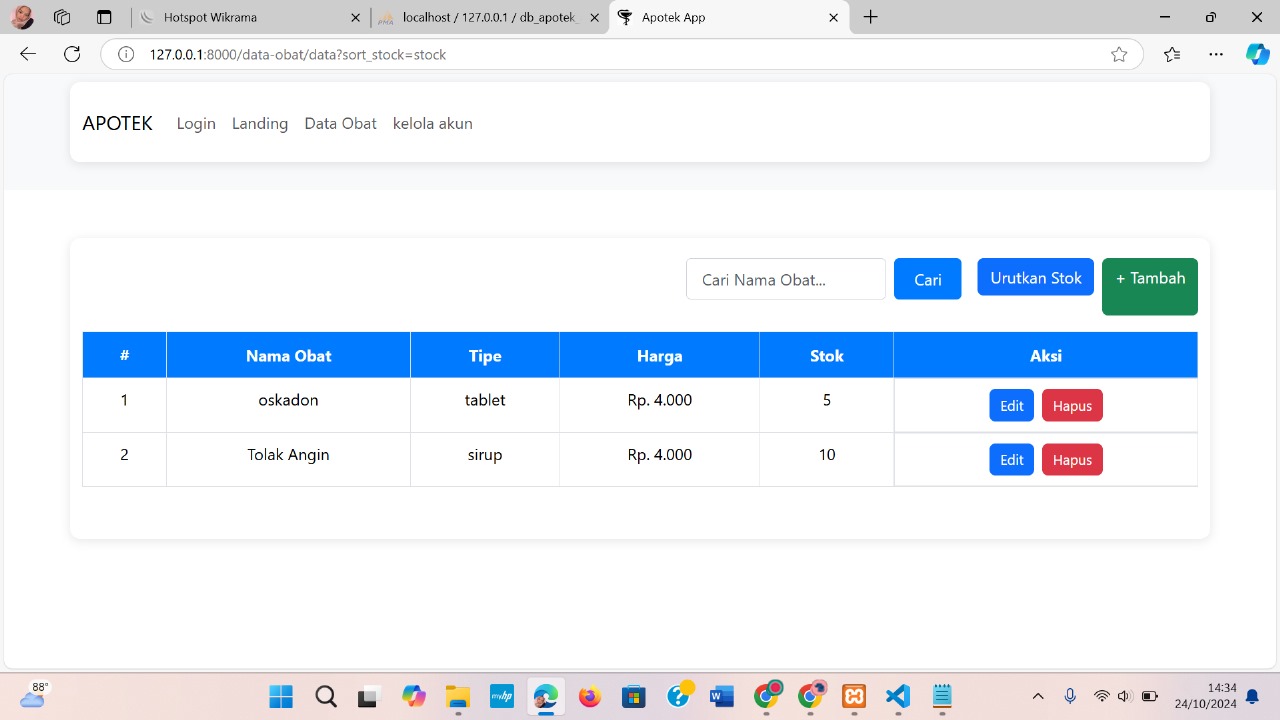 Hotspot Wikrama
localhost / 127.0.0.1 / db_apotek_
Apotek App
127.0.0.1:8000/data-obat/data?sort_stock=stock
APOTEK Login Landing Data Obat kelola akun
Cari Nama Obat... Cari Urutkan Stok + Tambah
# Nama Obat Tipe Harga Stok Aksi
1 oskadon tablet Rp. 4.000 5 Edit Hapus
2 Tolak Angin sirup Rp. 4.000 10 Edit Hapus
88°
myhp
W
14:34
24/10/2024